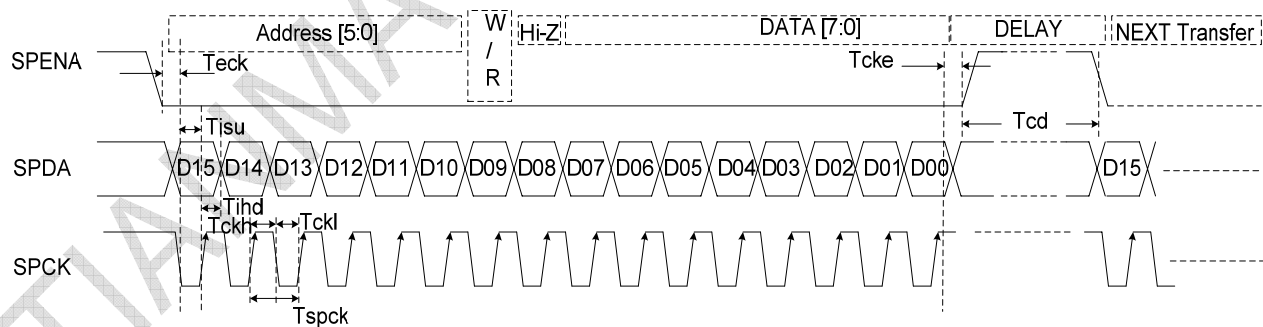 Address [5:0]
W
/
R
Hi-Z
DATA [7:0]
DELAY
NEXT Transfer
SPENA
Teck
Tcke
Tcd
Tisu
SPDA
D15 D14 D13 D12 D11 D10 D09 D08 D07 D06 D05 D04 D03 D02 D01 D00 D15
Tihd
Tckh
Tckl
SPCK
Tspck
TIANMA